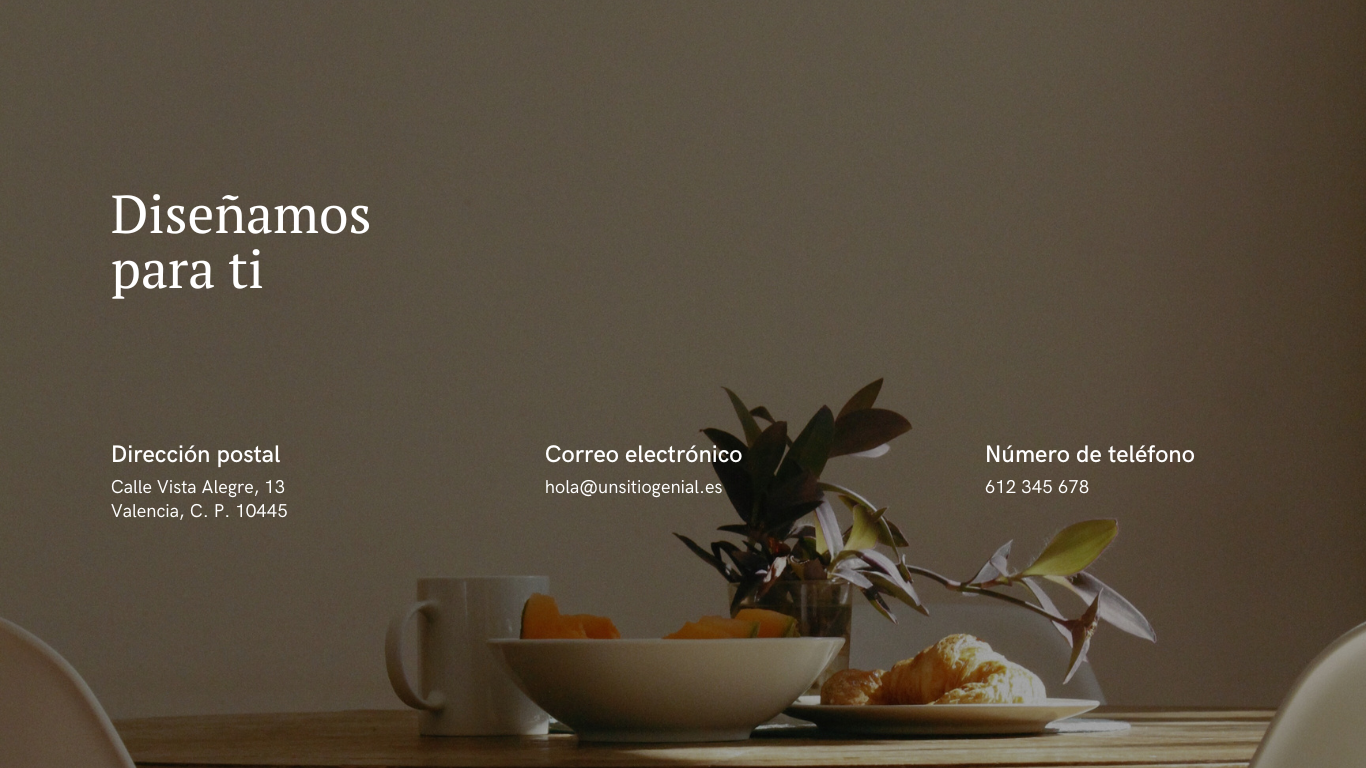 Diseñamos
para ti
Dirección postal
Calle Vista Alegre, 13
Valencia, C. P. 10445
Correo electrónico
hola@unsitiogenial.es
Número de teléfono
612 345 678